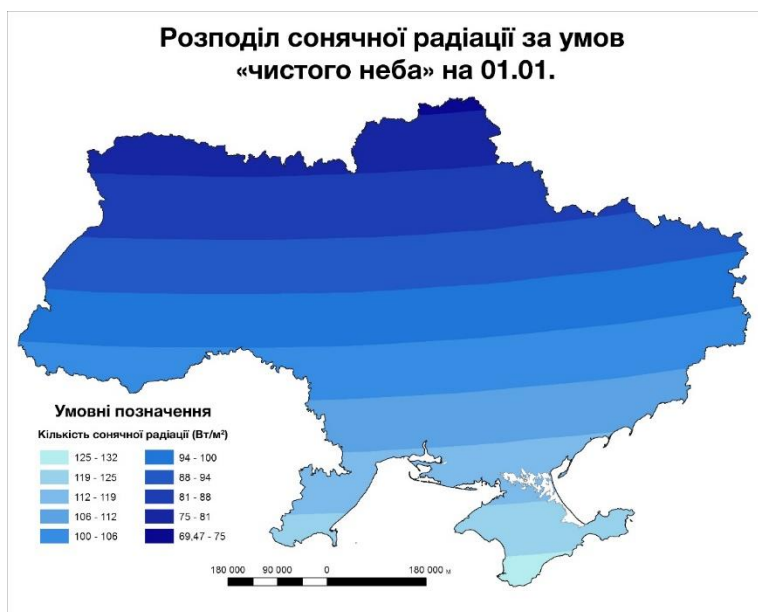 Розподіл сонячної радіації за умов
«чистого неба» на 01.01.
Умовні позначення
Кількість сонячної радіації (Вт/м²)
125 - 132
119 - 125
112 - 119
106 - 112
100 - 106
94 - 100
88 - 94
81 - 88
75 - 81
69,47 - 75
180 000 90 000 0 180 000 м